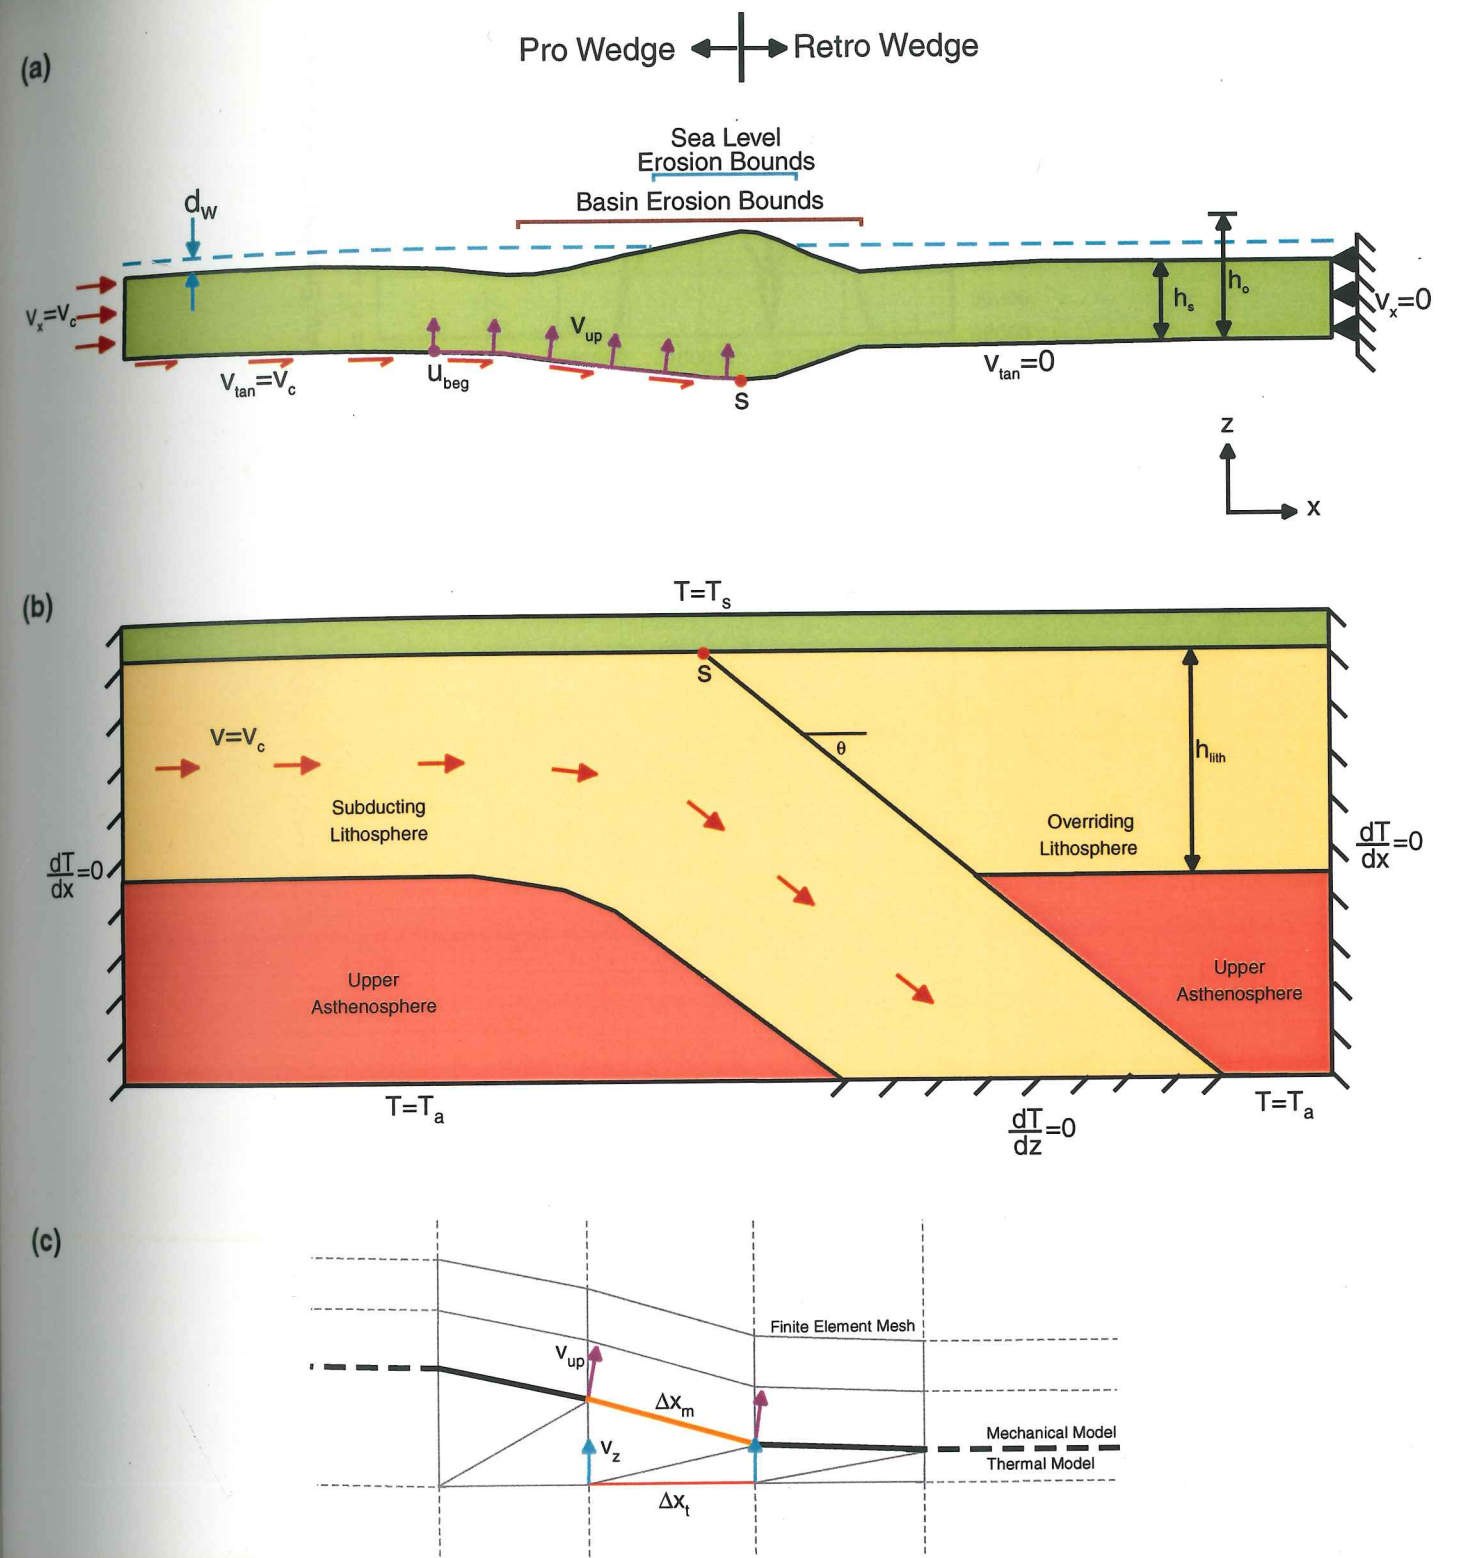 (a)
Pro Wedge
Retro Wedge
Sea Level
Erosion Bounds
Basin Erosion Bounds
dw
hs
ho
vx=vc
vx=0
vup
vtan=vc
ubeg
s
vtan=0
z
x
(b)
T=Ts
s
V=Vc
θ
hlith
Subducting
Lithosphere
Overriding
Lithosphere
dT
dx
=0
dT
dx
=0
Upper
Asthenosphere
Upper
Asthenosphere
T=Ta
T=Ta
dT
dz
=0
(c)
Finite Element Mesh
vup
Δxm
vz
Mechanical Model
Thermal Model
Δxt